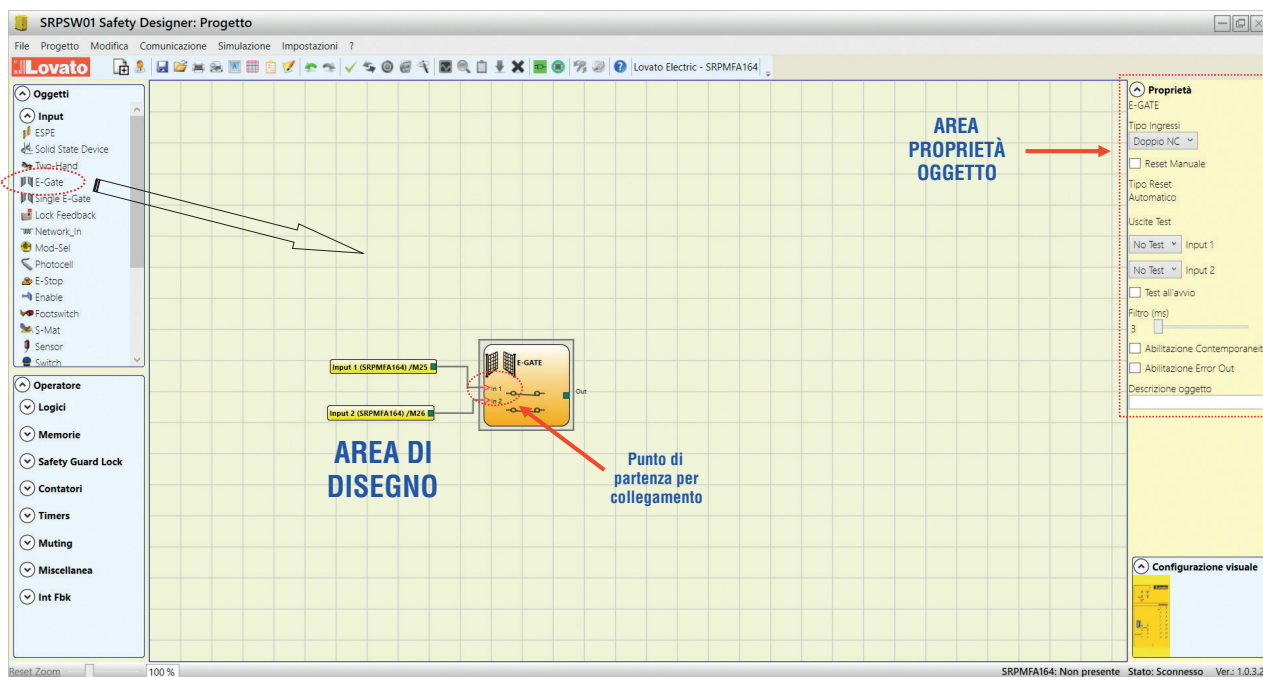 SRPSW01 Safety Designer: Progetto
File Progetto Modifica Comunicazione Simulazione Impostazioni ?
Lovato
Lovato Electric - SRPMFA164
Oggetti
Input
ESPE
Solid State Device
Two-Hand
E-Gate
Single E-Gate
Lock Feedback
Network_In
Mod-Sel
Photocell
E-Stop
Enable
Footswitch
S-Mat
Sensor
Switch
Operatore
Logici
Memorie
Safety Guard Lock
Contatori
Timers
Muting
Miscellanea
Int Fbk
Input 1 (SRPMFA164) /M25
Input 2 (SRPMFA164) /M26
E-GATE
In 1
In 2
Out
AREA DI
DISEGNO
Punto di
partenza per
collegamento
AREA
PROPRIETÀ
OGGETTO
Proprietà
E-GATE
Tipo Ingressi
Doppio NC
Reset Manuale
Tipo Reset
Automatico
Uscite Test
No Test Input 1
No Test Input 2
Test all'avvio
Filtro (ms)
3
Abilitazione Contemporaneit
Abilitazione Error Out
Descrizione oggetto
Configurazione visuale
Reset Zoom
100 %
SRPMFA164: Non presente Stato: Sconnesso Ver.: 1.0.3.2